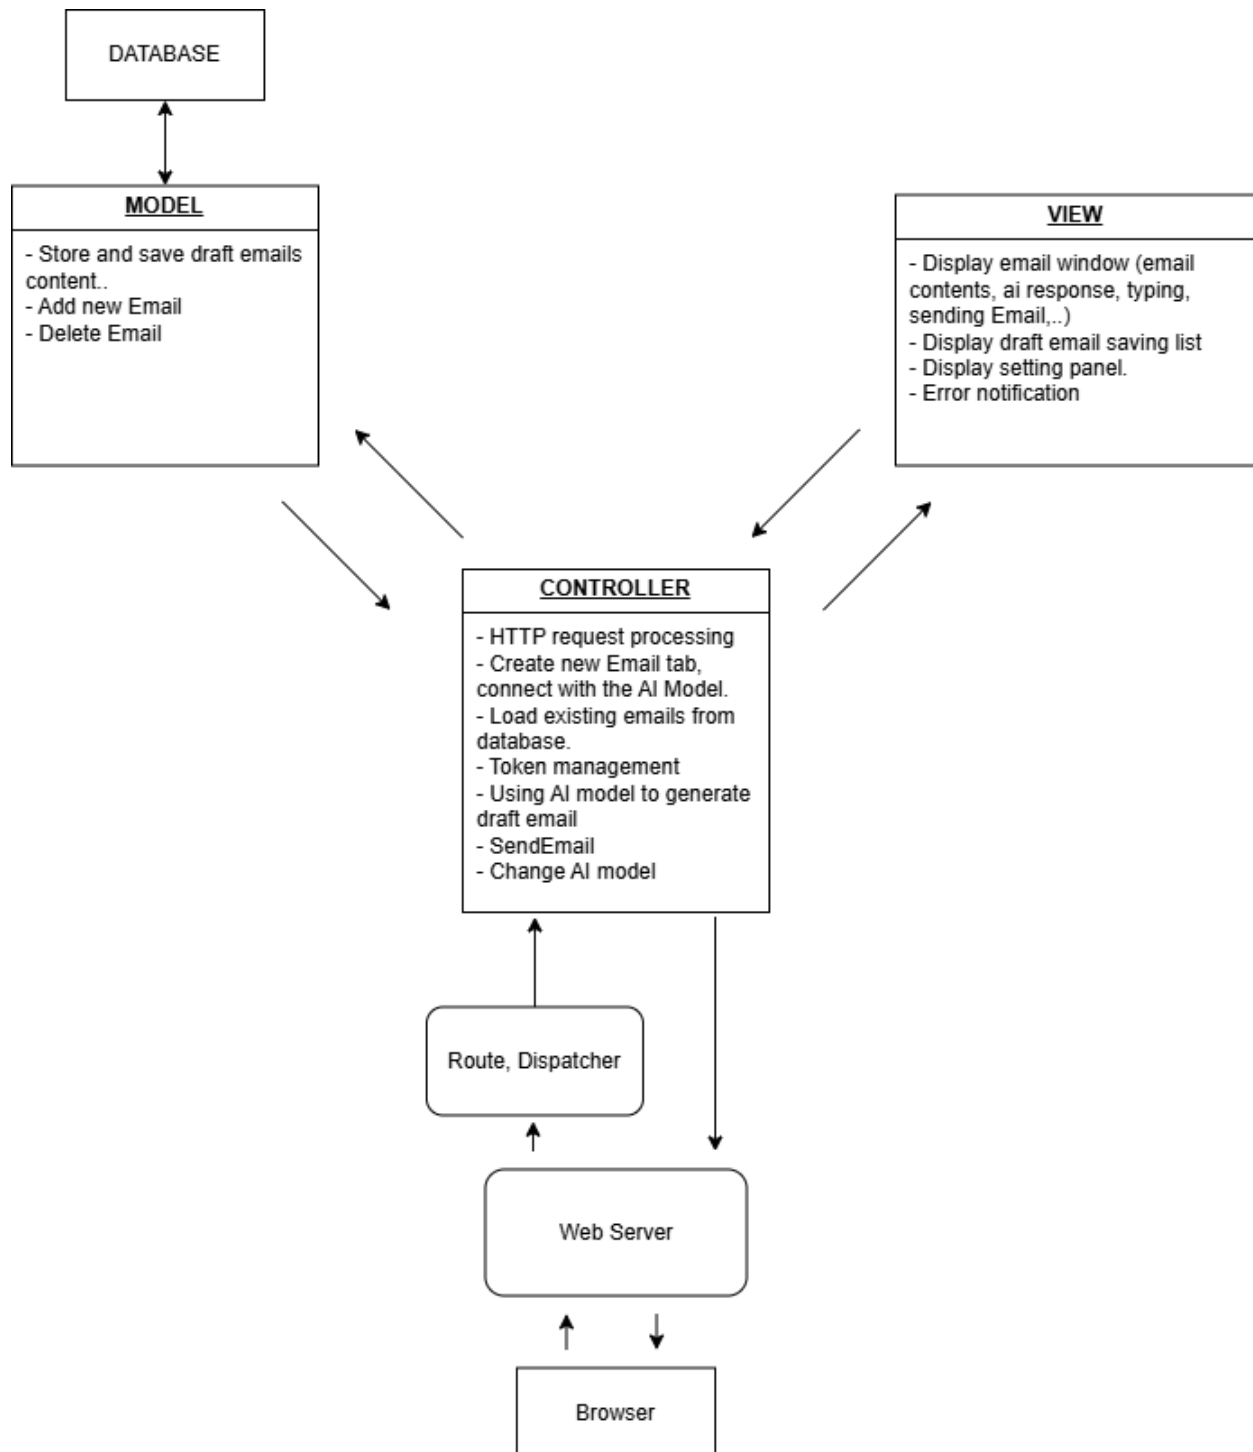 DATABASE
MODEL
- Store and save draft emails
content..
- Add new Email
- Delete Email
VIEW
- Display email window (email
contents, ai response, typing,
sending Email,..)
- Display draft email saving list
- Display setting panel.
- Error notification
CONTROLLER
- HTTP request processing
- Create new Email tab,
connect with the AI Model.
- Load existing emails from
database.
- Token management
- Using AI model to generate
draft email
- SendEmail
- Change AI model
Route, Dispatcher
Web Server
Browser